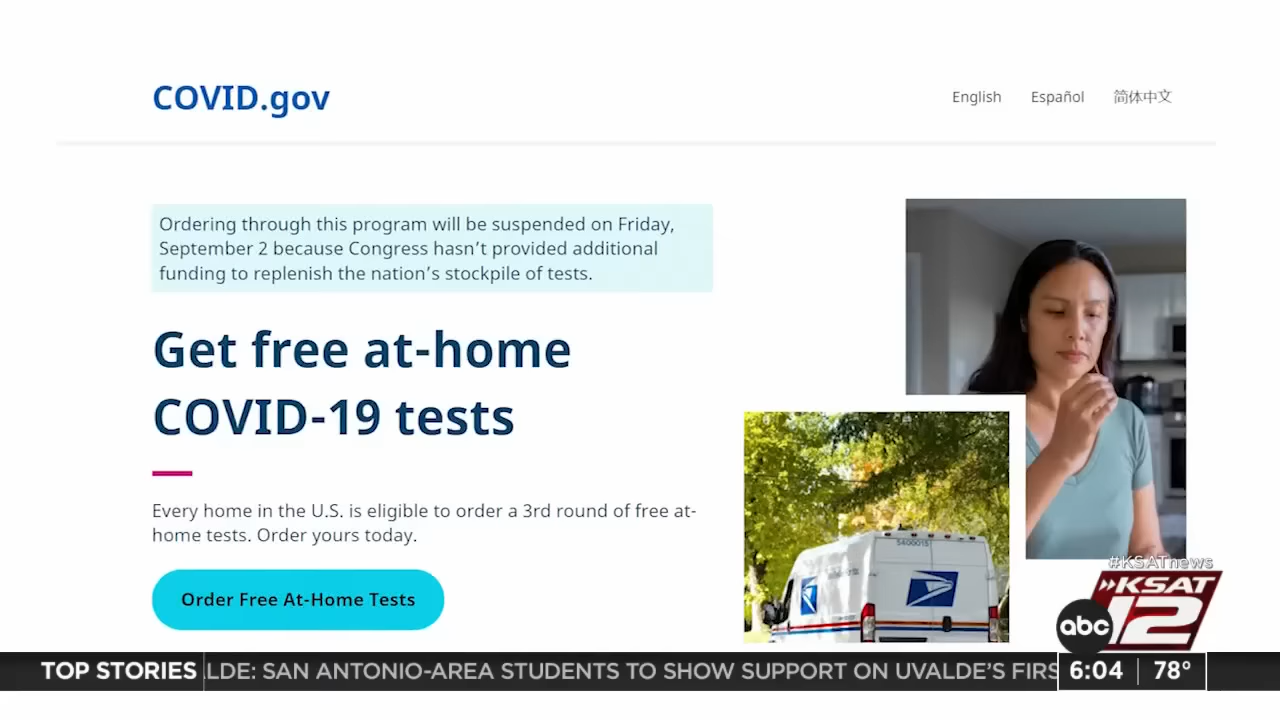 COVID.gov
English Español 简体中文
Ordering through this program will be suspended on Friday,
September 2 because Congress hasn't provided additional
funding to replenish the nation's stockpile of tests.
Get free at-home
COVID-19 tests
Every home in the U.S. is eligible to order a 3rd round of free at-
home tests. Order yours today.
Order Free At-Home Tests
5400015
#KSATnews
KSAT
abc 12
TOP STORIES LDE: SAN ANTONIO-AREA STUDENTS TO SHOW SUPPORT ON UVALDE'S FIRS 6:04 78°